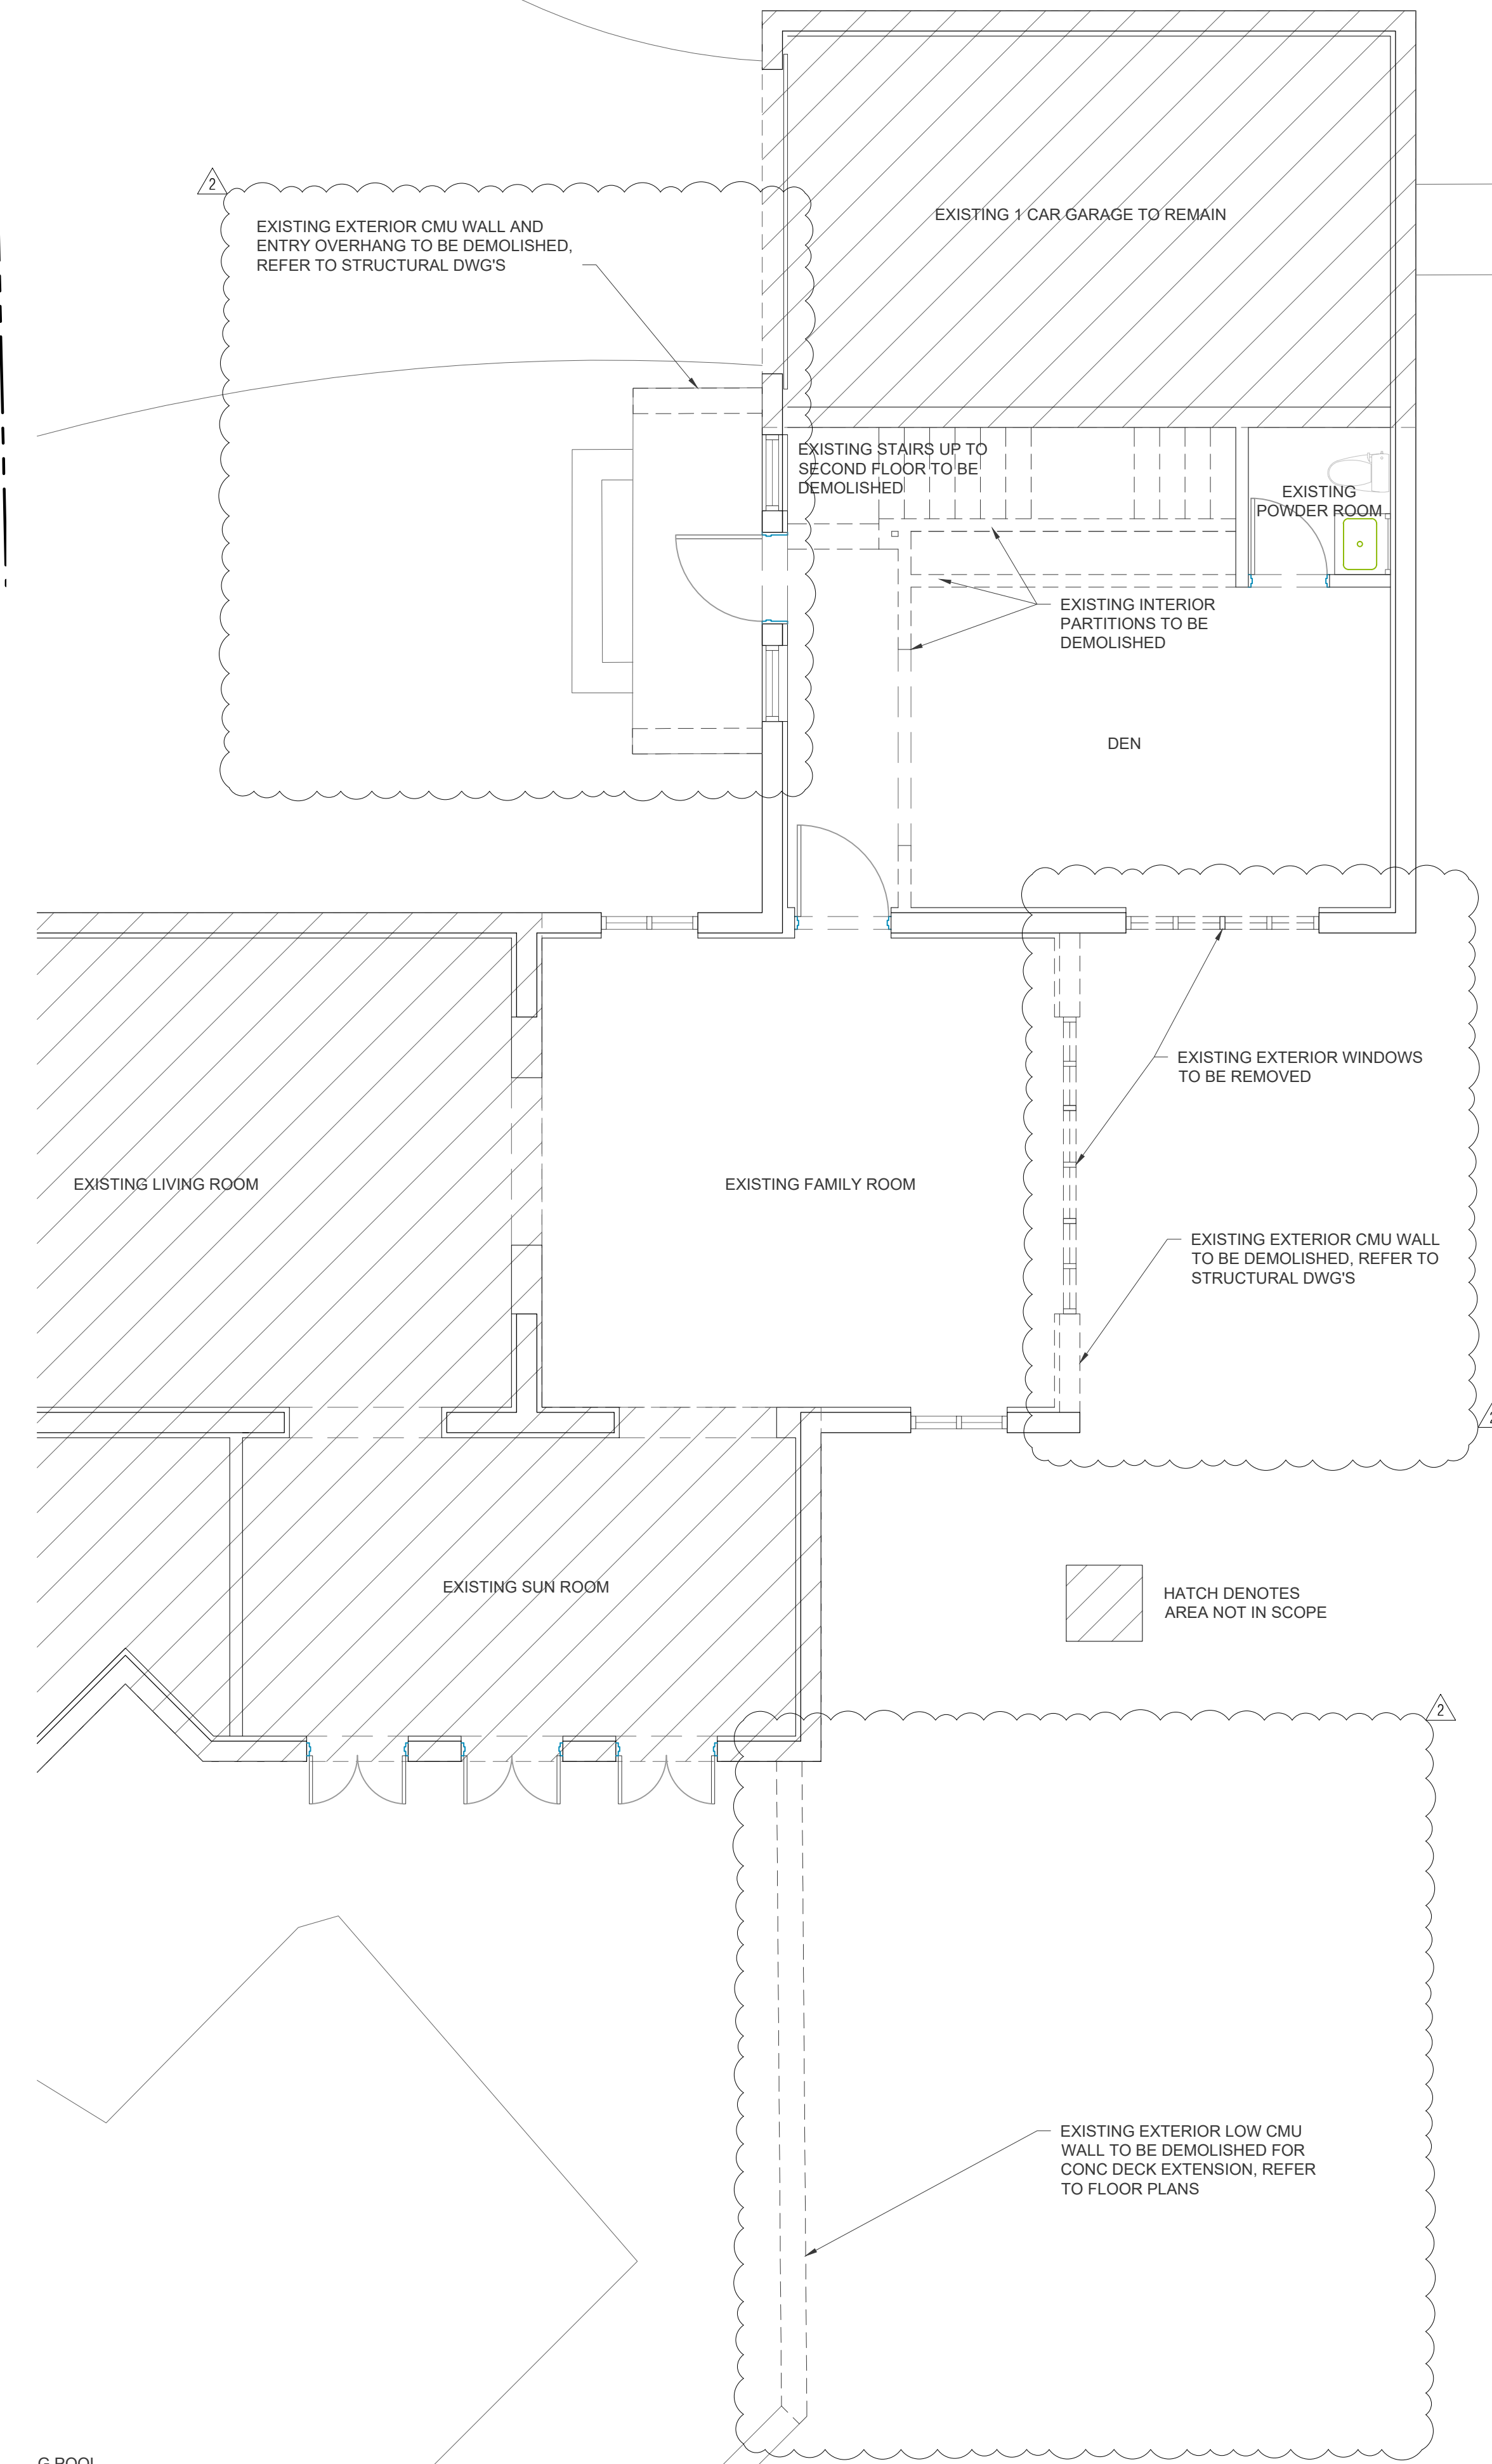 2
EXISTING EXTERIOR CMU WALL AND
ENTRY OVERHANG TO BE DEMOLISHED,
REFER TO STRUCTURAL DWG'S
EXISTING 1 CAR GARAGE TO REMAIN
EXISTING STAIRS UP TO
SECOND FLOOR TO BE
DEMOLISHED
EXISTING
POWDER ROOM
EXISTING INTERIOR
PARTITIONS TO BE
DEMOLISHED
DEN
EXISTING EXTERIOR WINDOWS
TO BE REMOVED
EXISTING LIVING ROOM
EXISTING FAMILY ROOM
EXISTING EXTERIOR CMU WALL
TO BE DEMOLISHED, REFER TO
STRUCTURAL DWG'S
2
EXISTING SUN ROOM
HATCH DENOTES
AREA NOT IN SCOPE
2
EXISTING EXTERIOR LOW CMU
WALL TO BE DEMOLISHED FOR
CONC DECK EXTENSION, REFER
TO FLOOR PLANS
G POOL